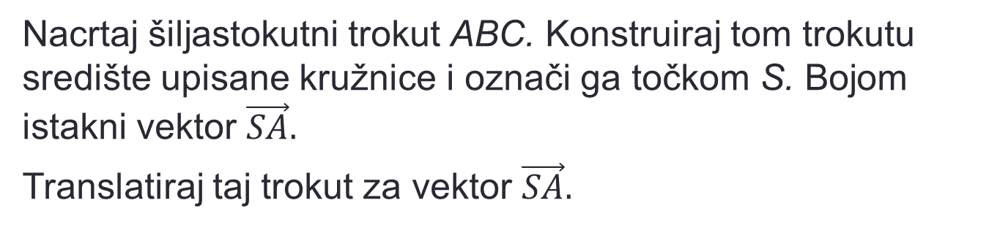 Nacrtaj šiljastokutni trokut ABC. Konstruiraj tom trokutu
središte upisane kružnice i označi ga točkom S. Bojom
istakni vektor $\overrightarrow{SA}$.
Translatiraj taj trokut za vektor $\overrightarrow{SA}$.